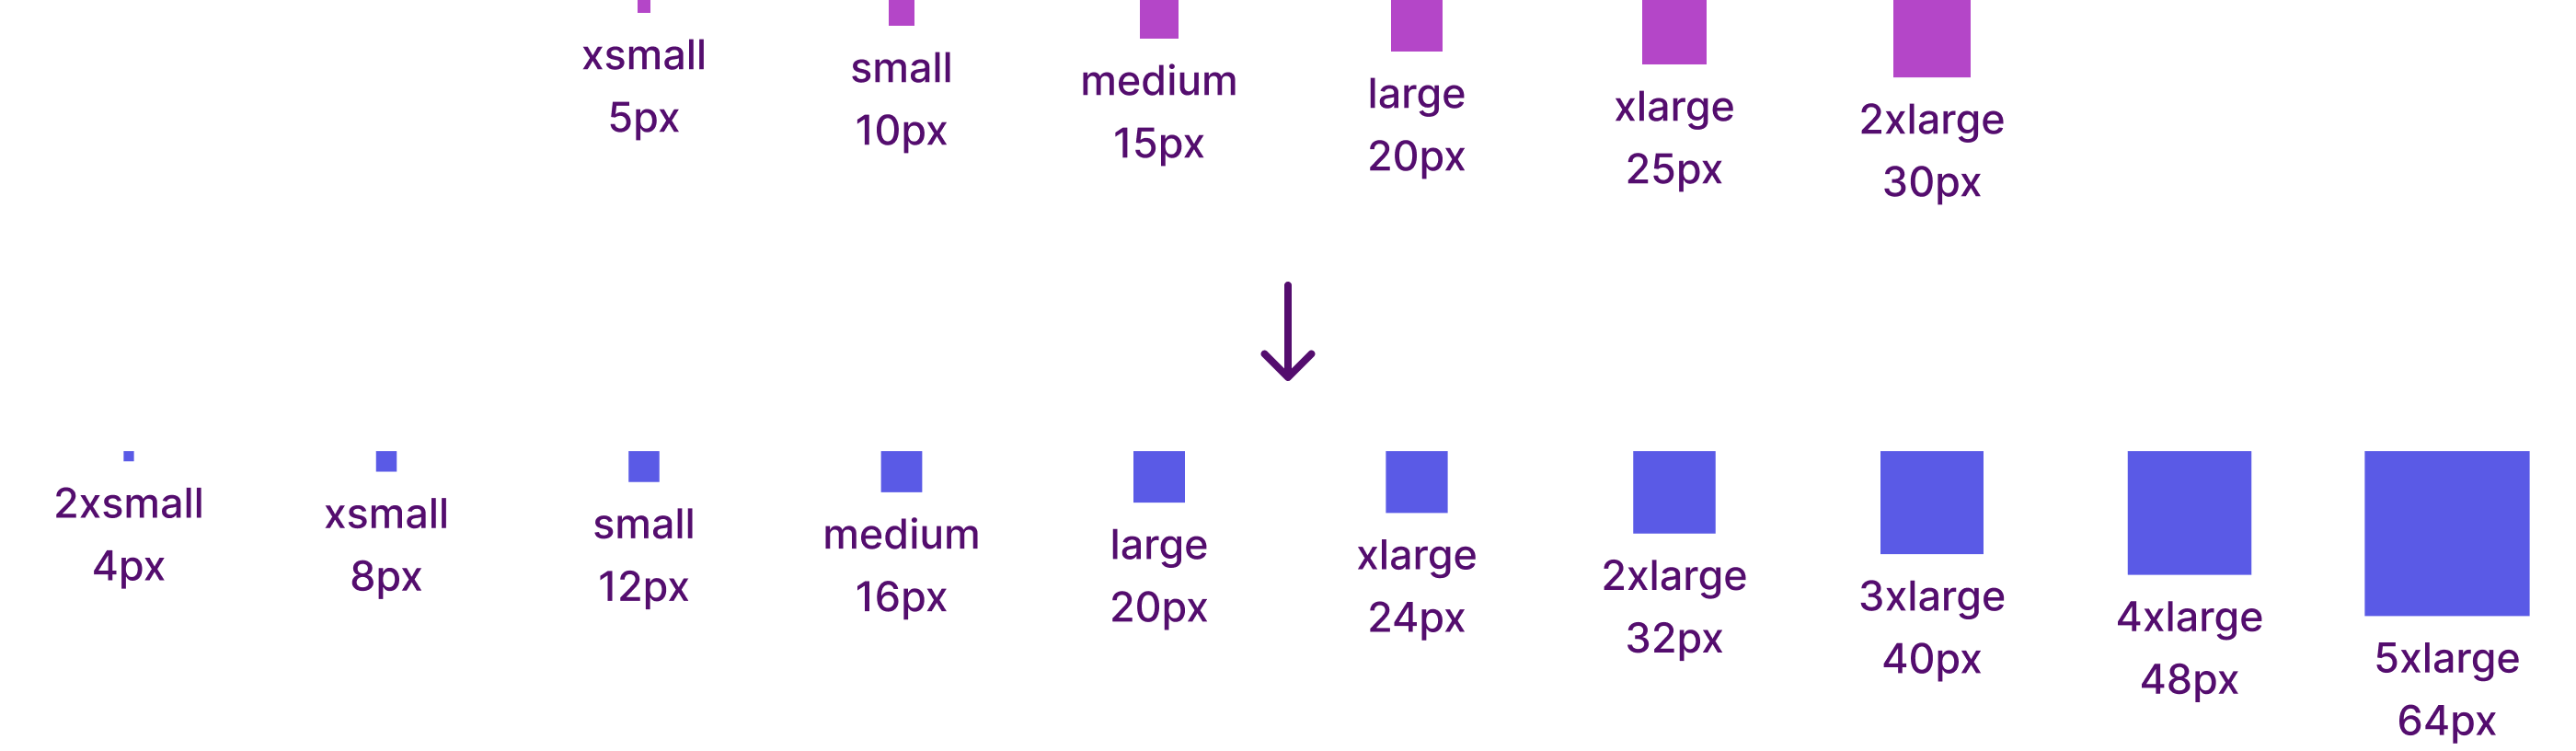 xsmall
5px
small
10px
medium
15px
large
20px
xlarge
25px
2xlarge
30px
2xsmall
4px
xsmall
8px
small
12px
medium
16px
large
20px
xlarge
24px
2xlarge
32px
3xlarge
40px
4xlarge
48px
5xlarge
64px